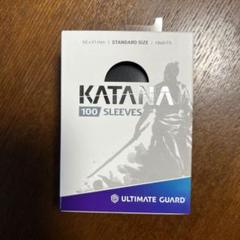 STANDARD SIZE
KATANA
100 SLEEVES
ULTIMATE GUARD